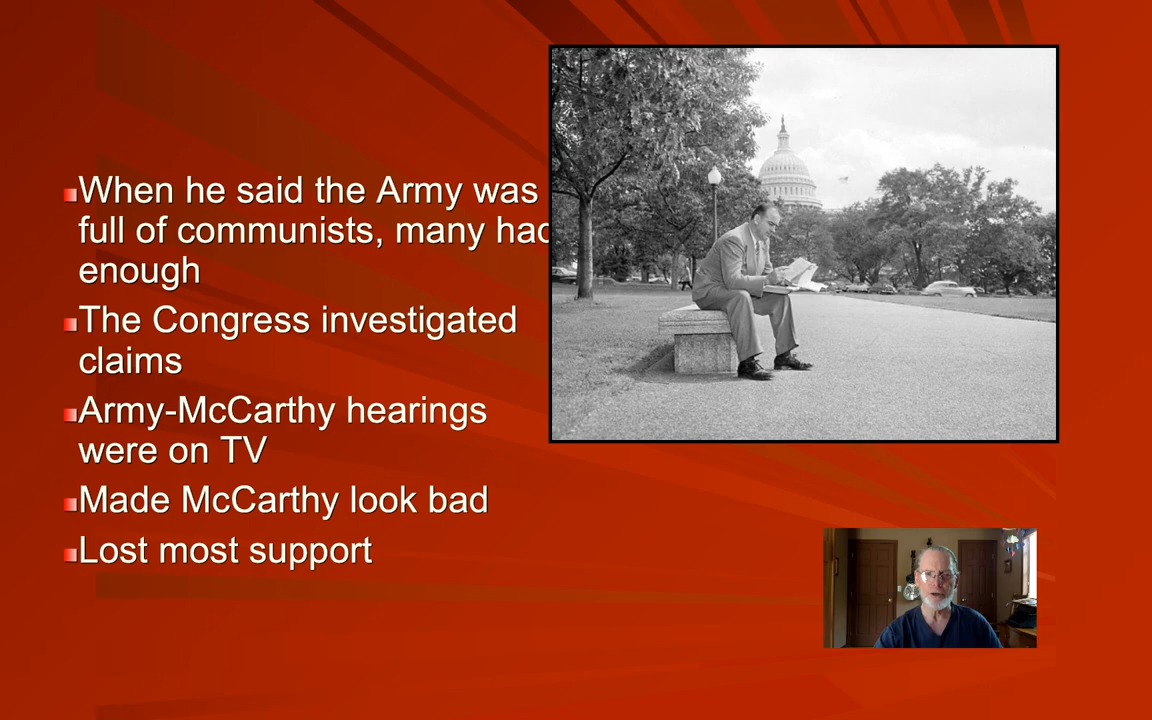 When he said the Army was
full of communists, many had
enough
The Congress investigated
claims
Army-McCarthy hearings
were on TV
Made McCarthy look bad
Lost most support